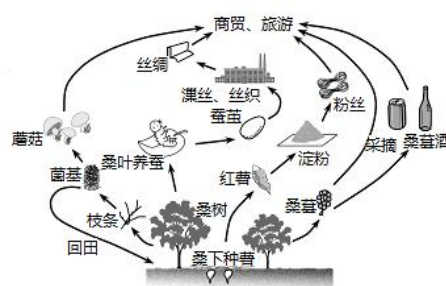 商贸、旅游
丝绸
澡丝、丝织
蚕茧
粉丝
蘑菇
桑叶养蚕
淀粉
采摘
桑葚酒
菌基
红薯
桑葚
枝条
桑树
回田
桑下种薯